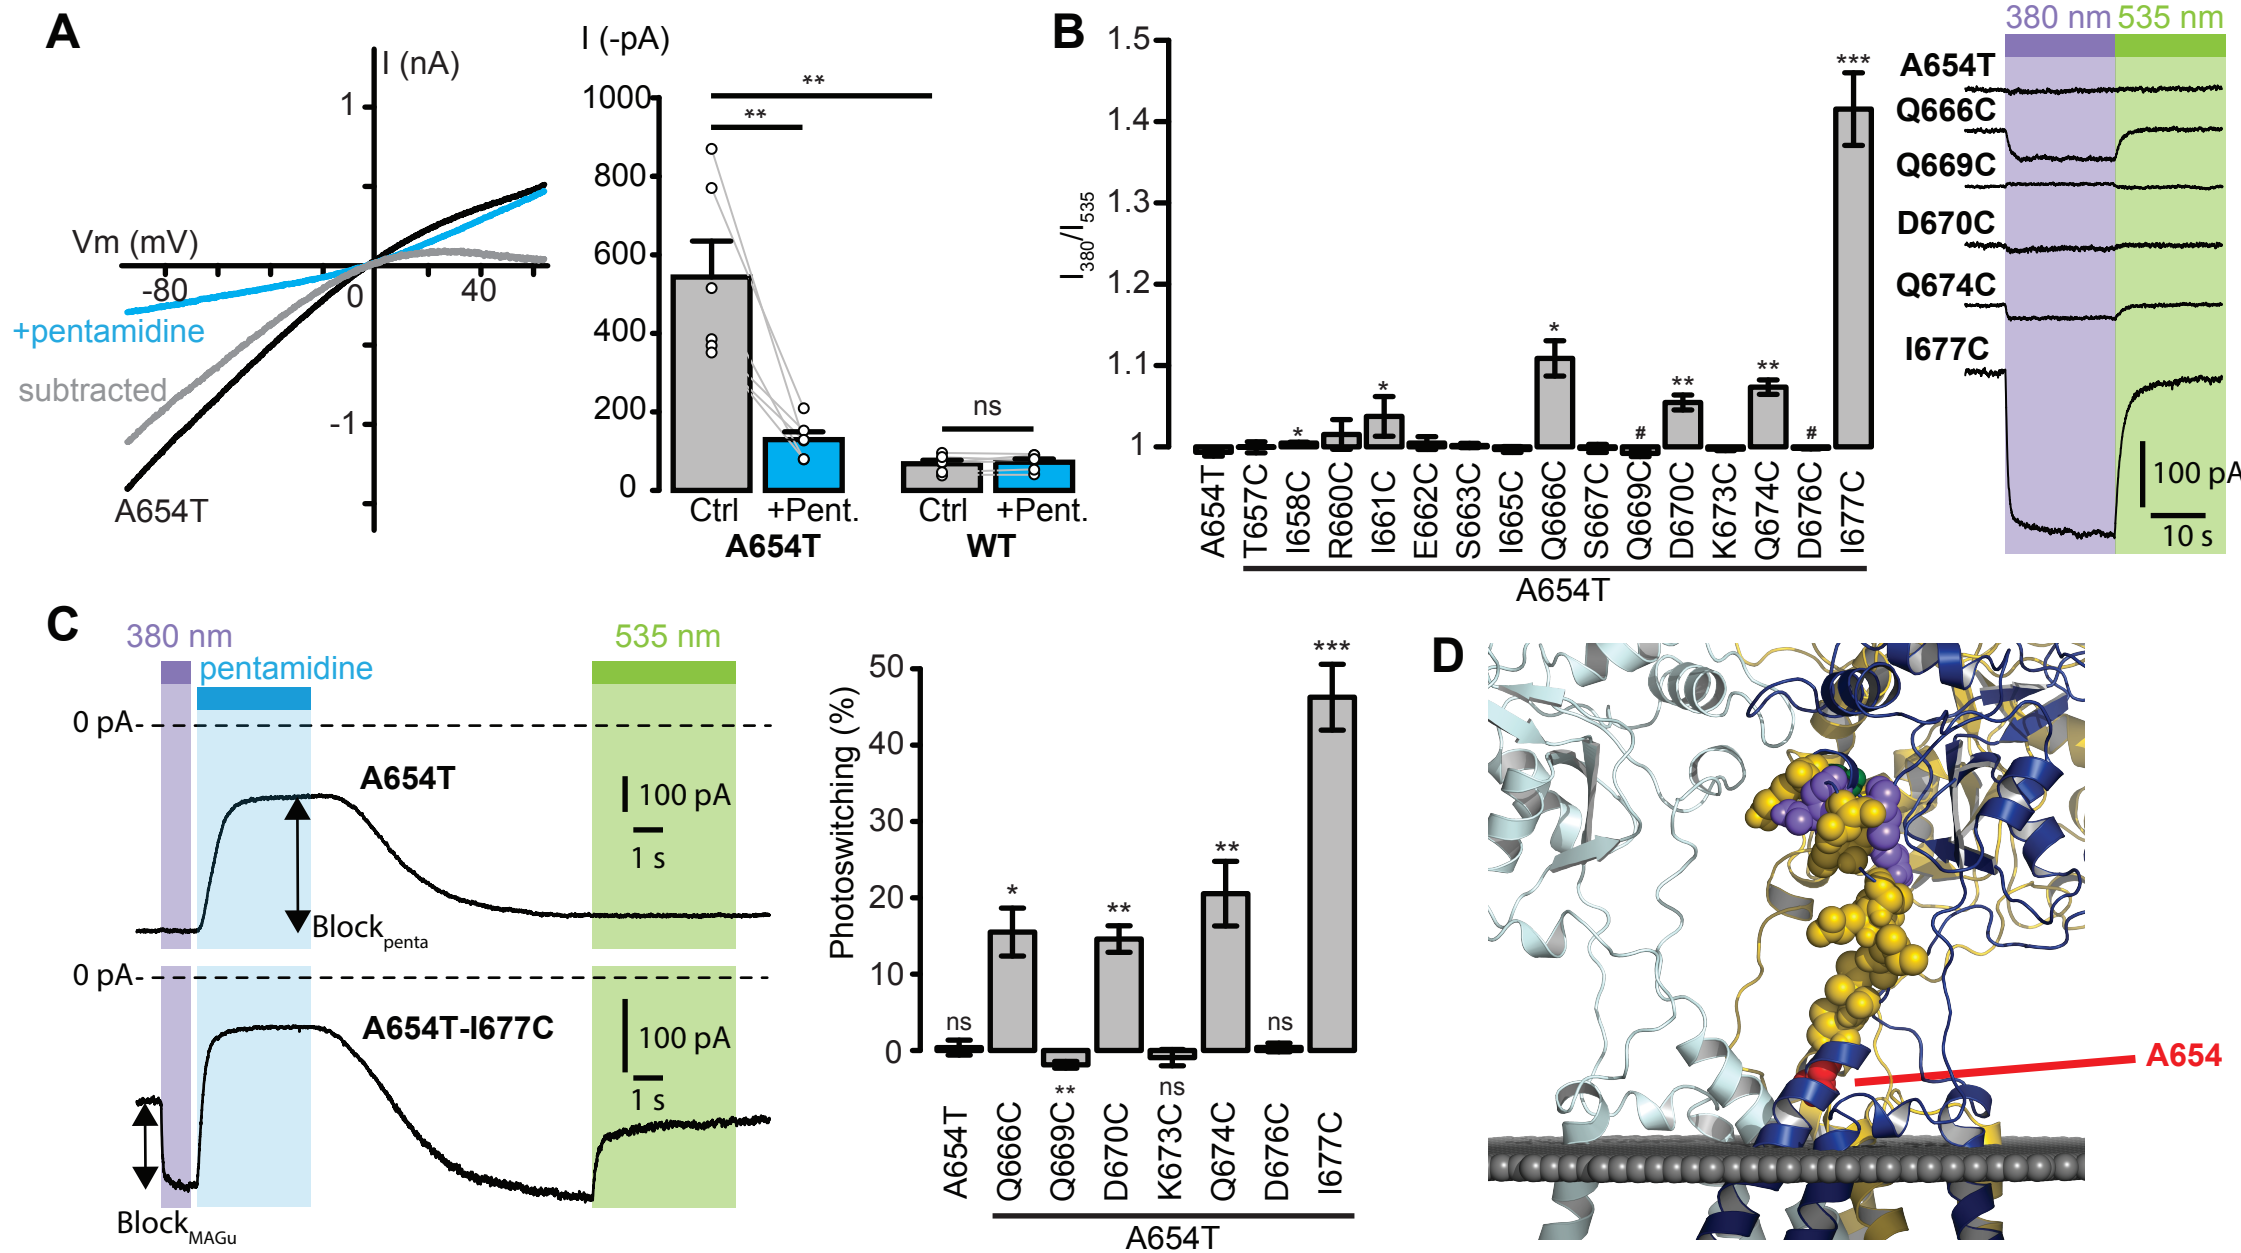 A
I (nA)
1
Vm (mV)
-80
0
40
+pentamidine
subtracted
-1
A654T
I (-pA)
1000
800
600
400
200
0
**
**
ns
Ctrl +Pent. Ctrl +Pent.
A654T WT
B
1.5
1.4
1.3
1.2
1.1
1
I380/I535
* * * # ** ** # ***
A654T
T657C
I658C
R660C
I661C
E662C
S663C
I665C
Q666C
S667C
Q669C
D670C
K673C
Q674C
D676C
I677C
A654T
380 nm 535 nm
A654T
Q666C
Q669C
D670C
Q674C
I677C
100 pA
10 s
C
380 nm
pentamidine
535 nm
0 pA
A654T
100 pA
1 s
Blockpenta
0 pA
A654T-I677C
100 pA
1 s
BlockMAGu
Photoswitching (%)
50
40
30
20
10
0
ns * ** ** ns ** ns ***
A654T
Q666C
Q669C
D670C
K673C
Q674C
D676C
I677C
A654T
D
A654